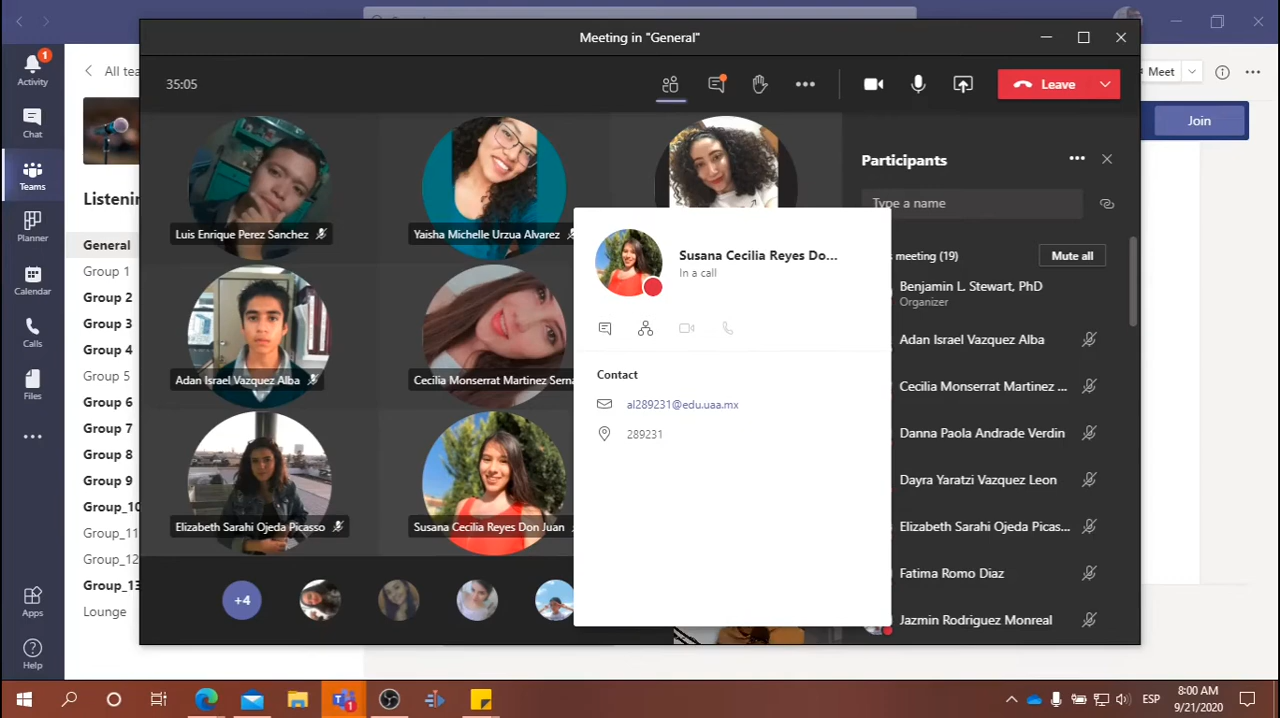 Meeting in "General"
35:05
Leave
Activity
1
Chat
Teams
Planner
Calendar
Calls
Files
Apps
Help
All
General
Group 1
Group 2
Group 3
Group 4
Group 5
Group 6
Group 7
Group 8
Group 9
Group_10
Group_11
Group_12
Group_13
Lounge
Luis Enrique Perez Sanchez
Yaisha Michelle Urzua Alvarez
Adan Israel Vazquez Alba
Cecilia Monserrat Martinez
Elizabeth Sarahi Ojeda Picasso
Susana Cecilia Reyes Don Juan
+4
Susana Cecilia Reyes Do...
In a call
Contact
al289231@edu.uaa.mx
289231
Participants
Type a name
meeting (19)
Mute all
Benjamin L. Stewart, PhD
Organizer
Adan Israel Vazquez Alba
Cecilia Monserrat Martinez ...
Danna Paola Andrade Verdin
Dayra Yaratzi Vazquez Leon
Elizabeth Sarahi Ojeda Picas...
Fatima Romo Diaz
Jazmin Rodriguez Monreal
Meet
Join
1
ESP
8:00 AM
9/21/2020